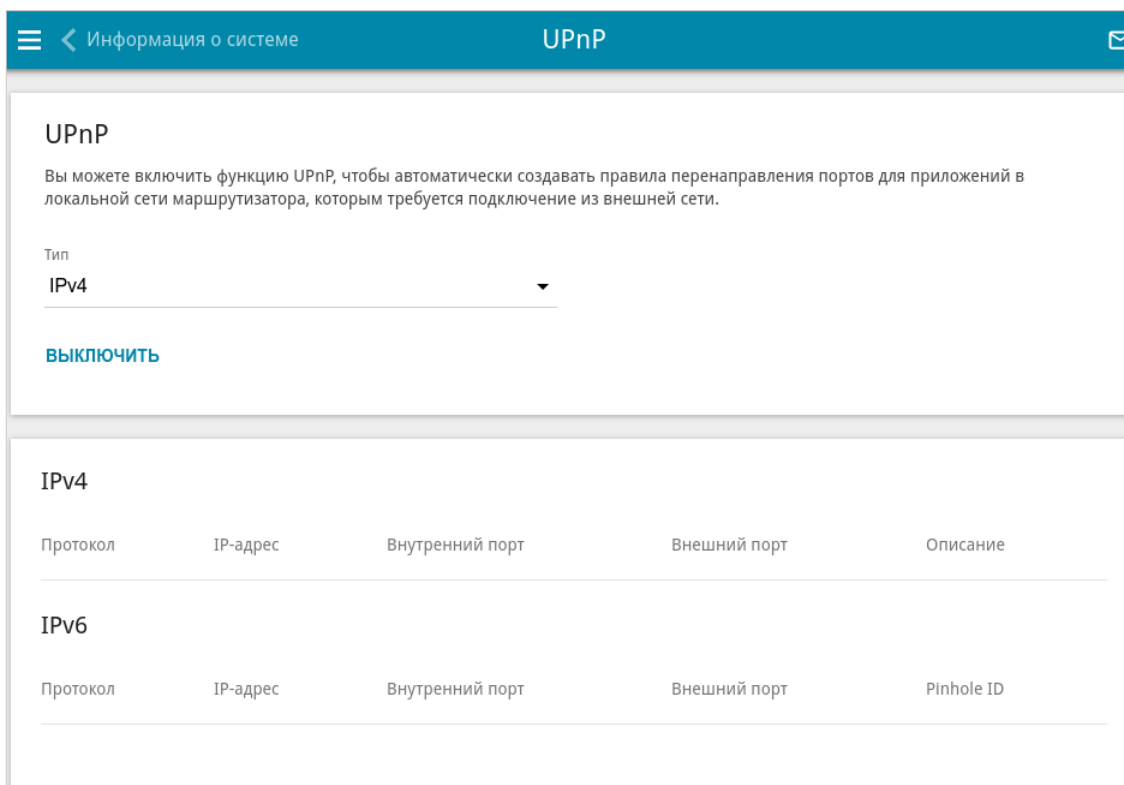 Информация о системе
UPnP
UPnP
Вы можете включить функцию UPnP, чтобы автоматически создавать правила перенаправления портов для приложений в
локальной сети маршрутизатора, которым требуется подключение из внешней сети.
Тип
IPv4
ВЫКЛЮЧИТЬ
IPv4
Протокол IP-адрес Внутренний порт Внешний порт Описание
IPv6
Протокол IP-адрес Внутренний порт Внешний порт Pinhole ID